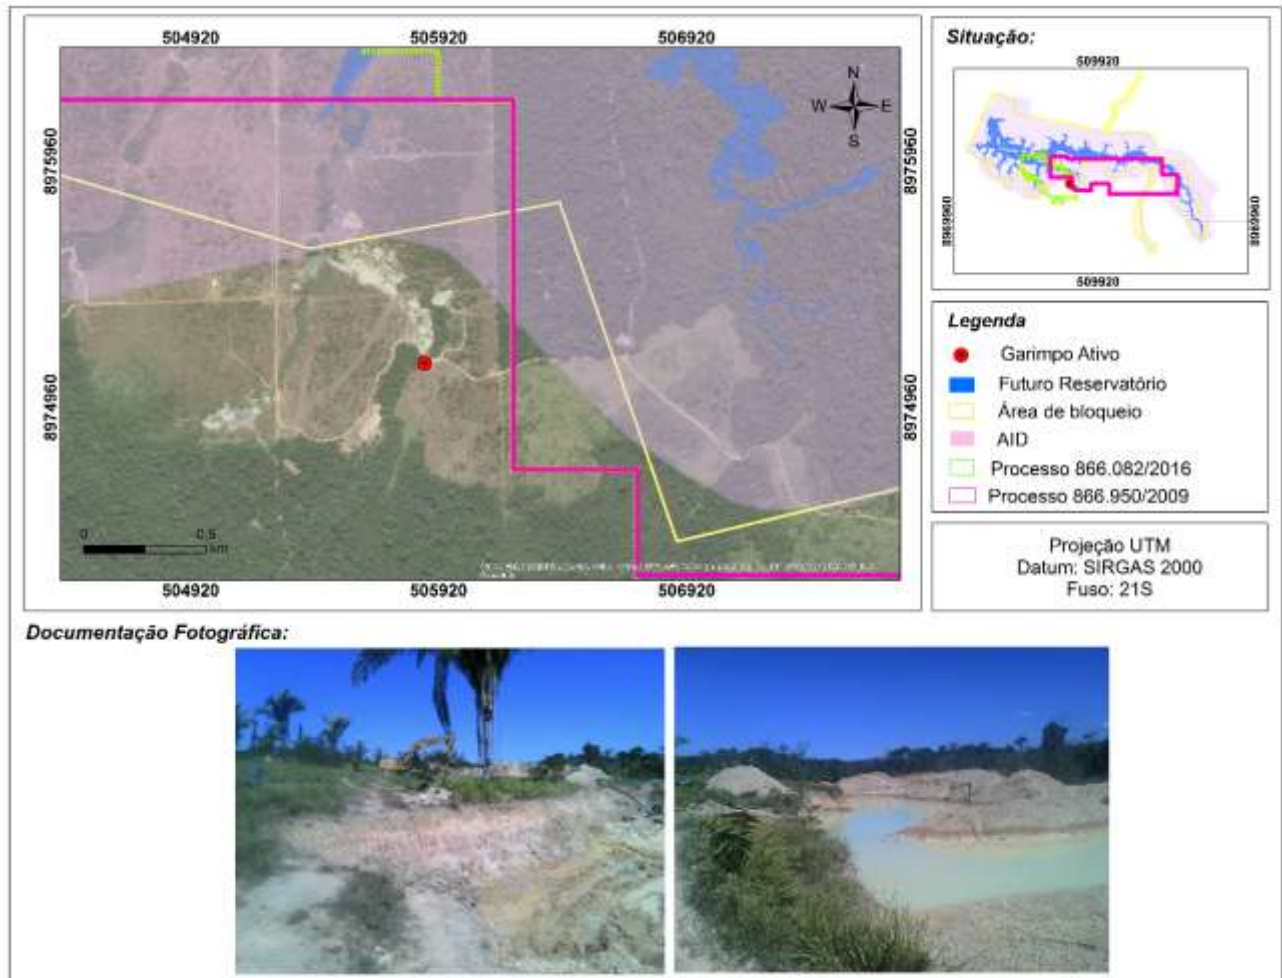 504920 505920 506920
Situação:
509920
N
W E
S
8975960
8975960
8969960
8969960
509920
8974960
8974960
Legenda
Garimpo Ativo
Futuro Reservatório
Área de bloqueio
AID
Processo 866.082/2016
Processo 866.950/2009
0 0,5
km
504920 505920 506920
Projeção UTM
Datum: SIRGAS 2000
Fuso: 21S
Documentação Fotográfica: